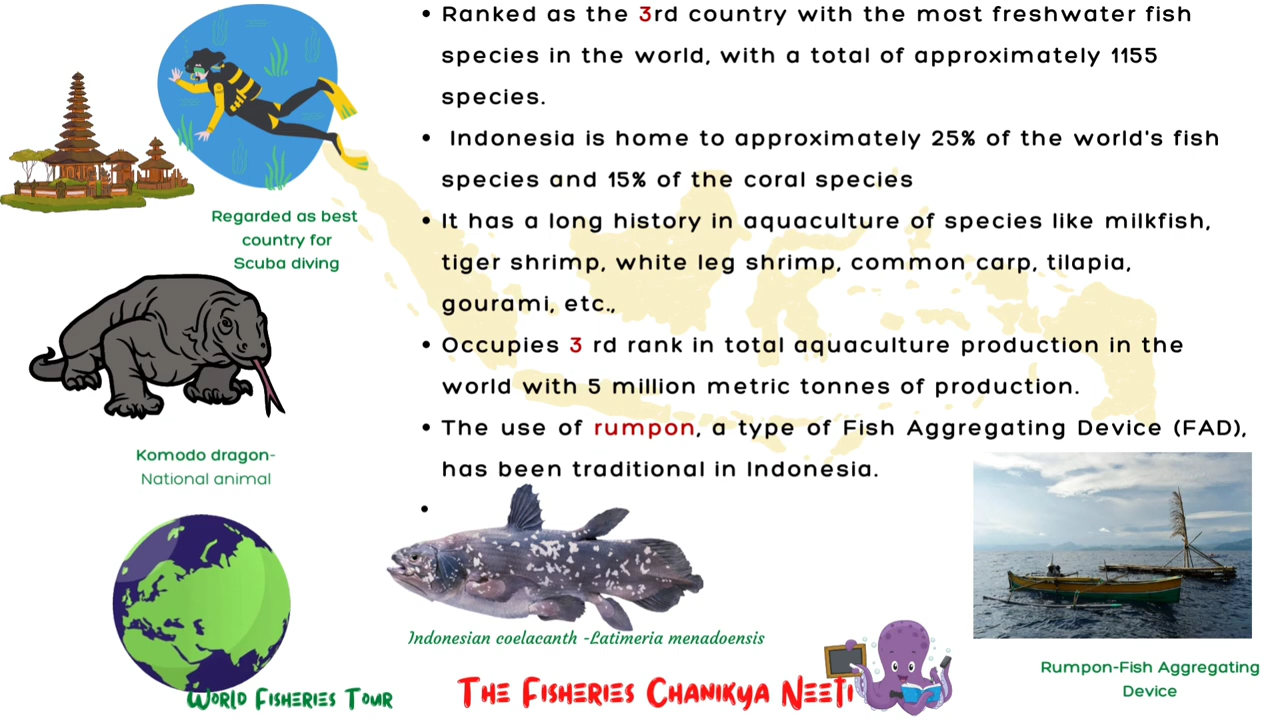 • Ranked as the 3rd country with the most freshwater fish
species in the world, with a total of approximately 1155
species.
• Indonesia is home to approximately 25% of the world's fish
species and 15% of the coral species
• It has a long history in aquaculture of species like milkfish,
tiger shrimp, white leg shrimp, common carp, tilapia,
gourami, etc.,
• Occupies 3 rd rank in total aquaculture production in the
world with 5 million metric tonnes of production.
• The use of rumpon, a type of Fish Aggregating Device (FAD),
has been traditional in Indonesia.
•
Regarded as best
country for
Scuba diving
Komodo dragon-
National animal
Indonesian coelacanth -Latimeria menadoensis
Rumpon-Fish Aggregating
Device
World Fisheries Tour
The Fisheries Chanikya Neeti